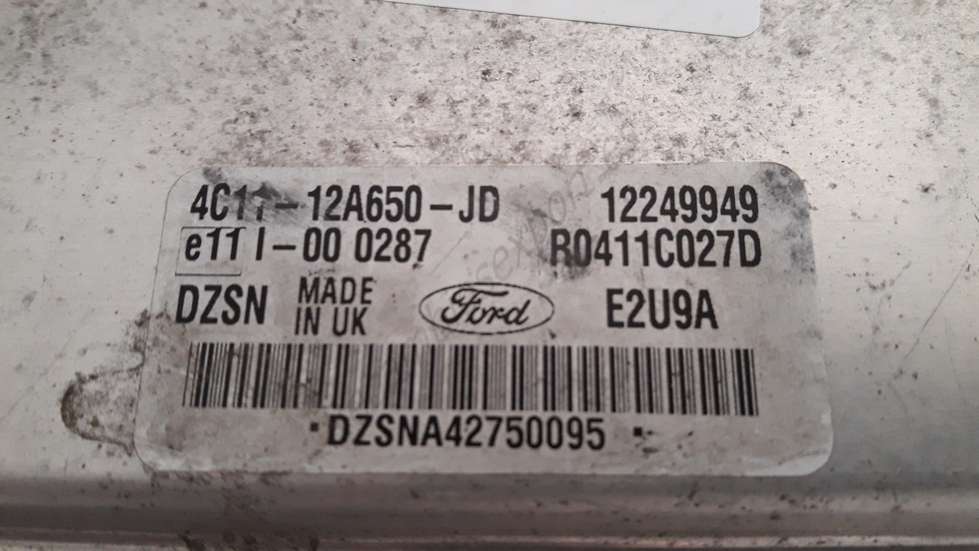 4C11-12A650-JD 12249949
e11 I-00 0287 R0411C027D
DZSN MADE IN UK Ford E2U9A
DZSNA42750095